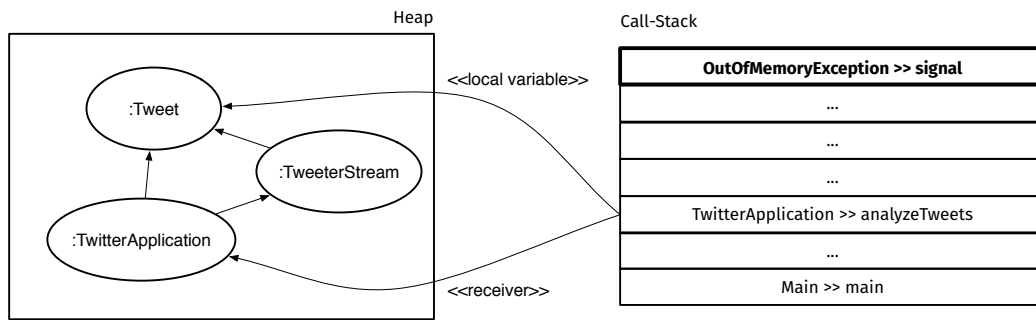 Heap
Call-Stack
OutOfMemoryException >> signal
<<local variable>>
...
:Tweet
...
:TweeterStream
...
TwitterApplication >> analyzeTweets
:TwitterApplication
...
<<receiver>>
Main >> main